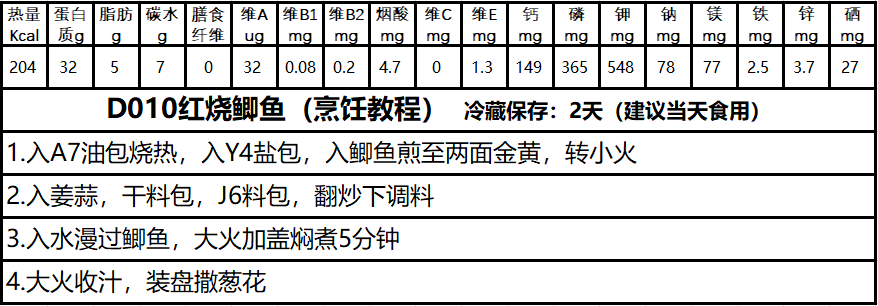 热量 蛋白 脂肪 碳水 膳食 维A 维B1 维B2 烟酸 维C 维E 钙 磷 钾 钠 镁 铁 锌 硒
Kcal 质g g g 纤维 ug mg mg mg mg mg mg mg mg mg mg mg mg mg
204 32 5 7 0 32 0.08 0.2 4.7 0 1.3 149 365 548 78 77 2.5 3.7 27
D010红烧鲫鱼（烹饪教程） 冷藏保存：2天（建议当天食用）
1.入A7油包烧热，入Y4盐包，入鲫鱼煎至两面金黄，转小火
2.入姜蒜，干料包，J6料包，翻炒下调料
3.入水漫过鲫鱼，大火加盖焖煮5分钟
4.大火收汁，装盘撒葱花